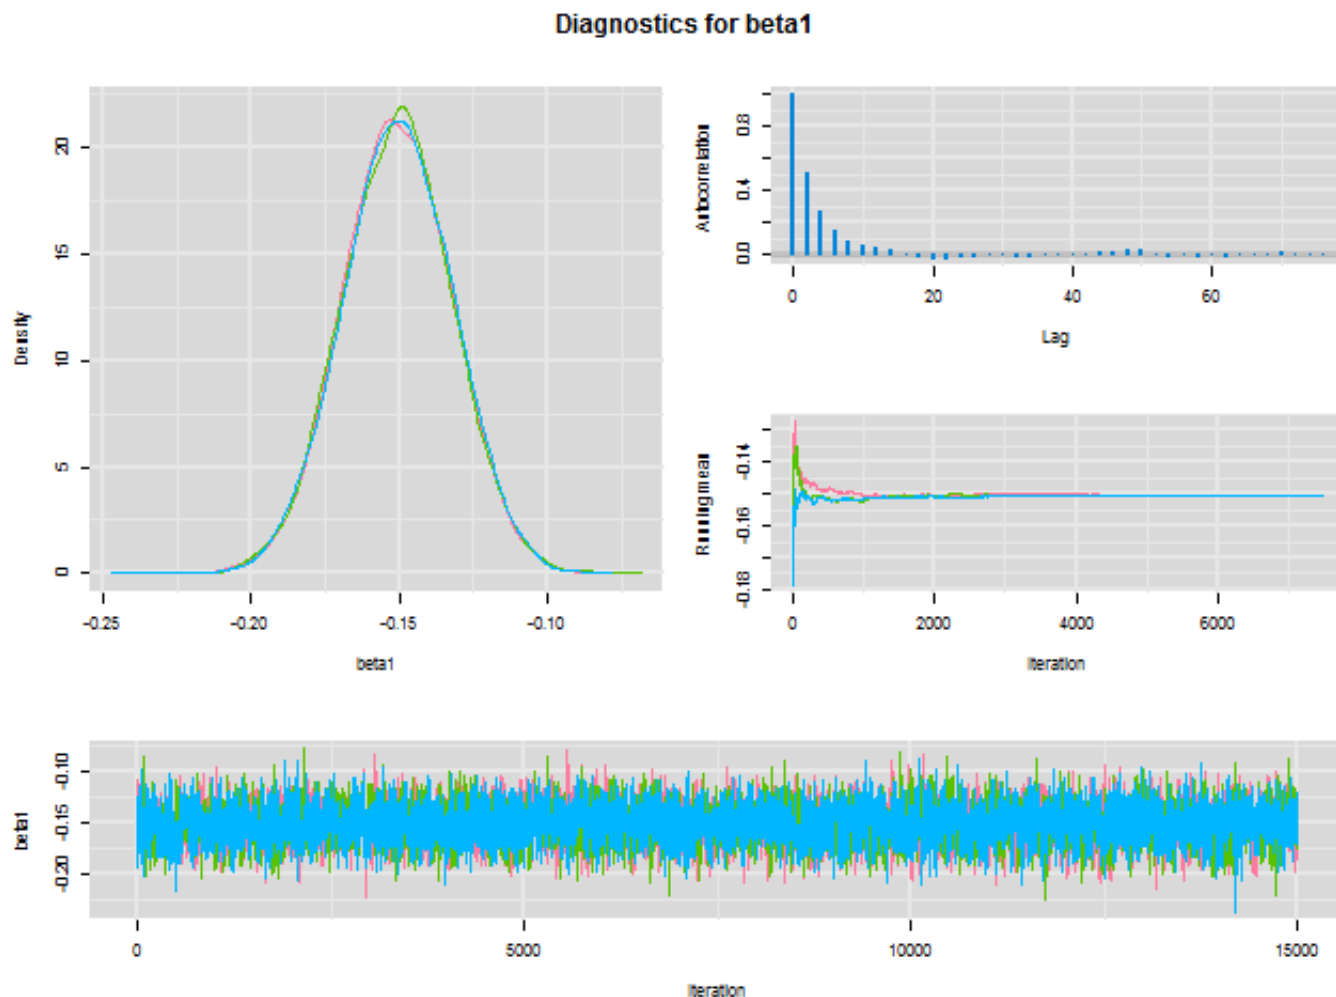 Diagnostics for beta1
Density
0 5 10 15 20
-0.25 -0.20 -0.15 -0.10
beta1
Autocorrelation
0.0 0.4 0.8
0 20 40 60
Lag
Running mean
-0.18 -0.16 -0.14
0 2000 4000 6000
Iteration
beta1
-0.20 -0.15 -0.10
0 5000 10000 15000
Iteration